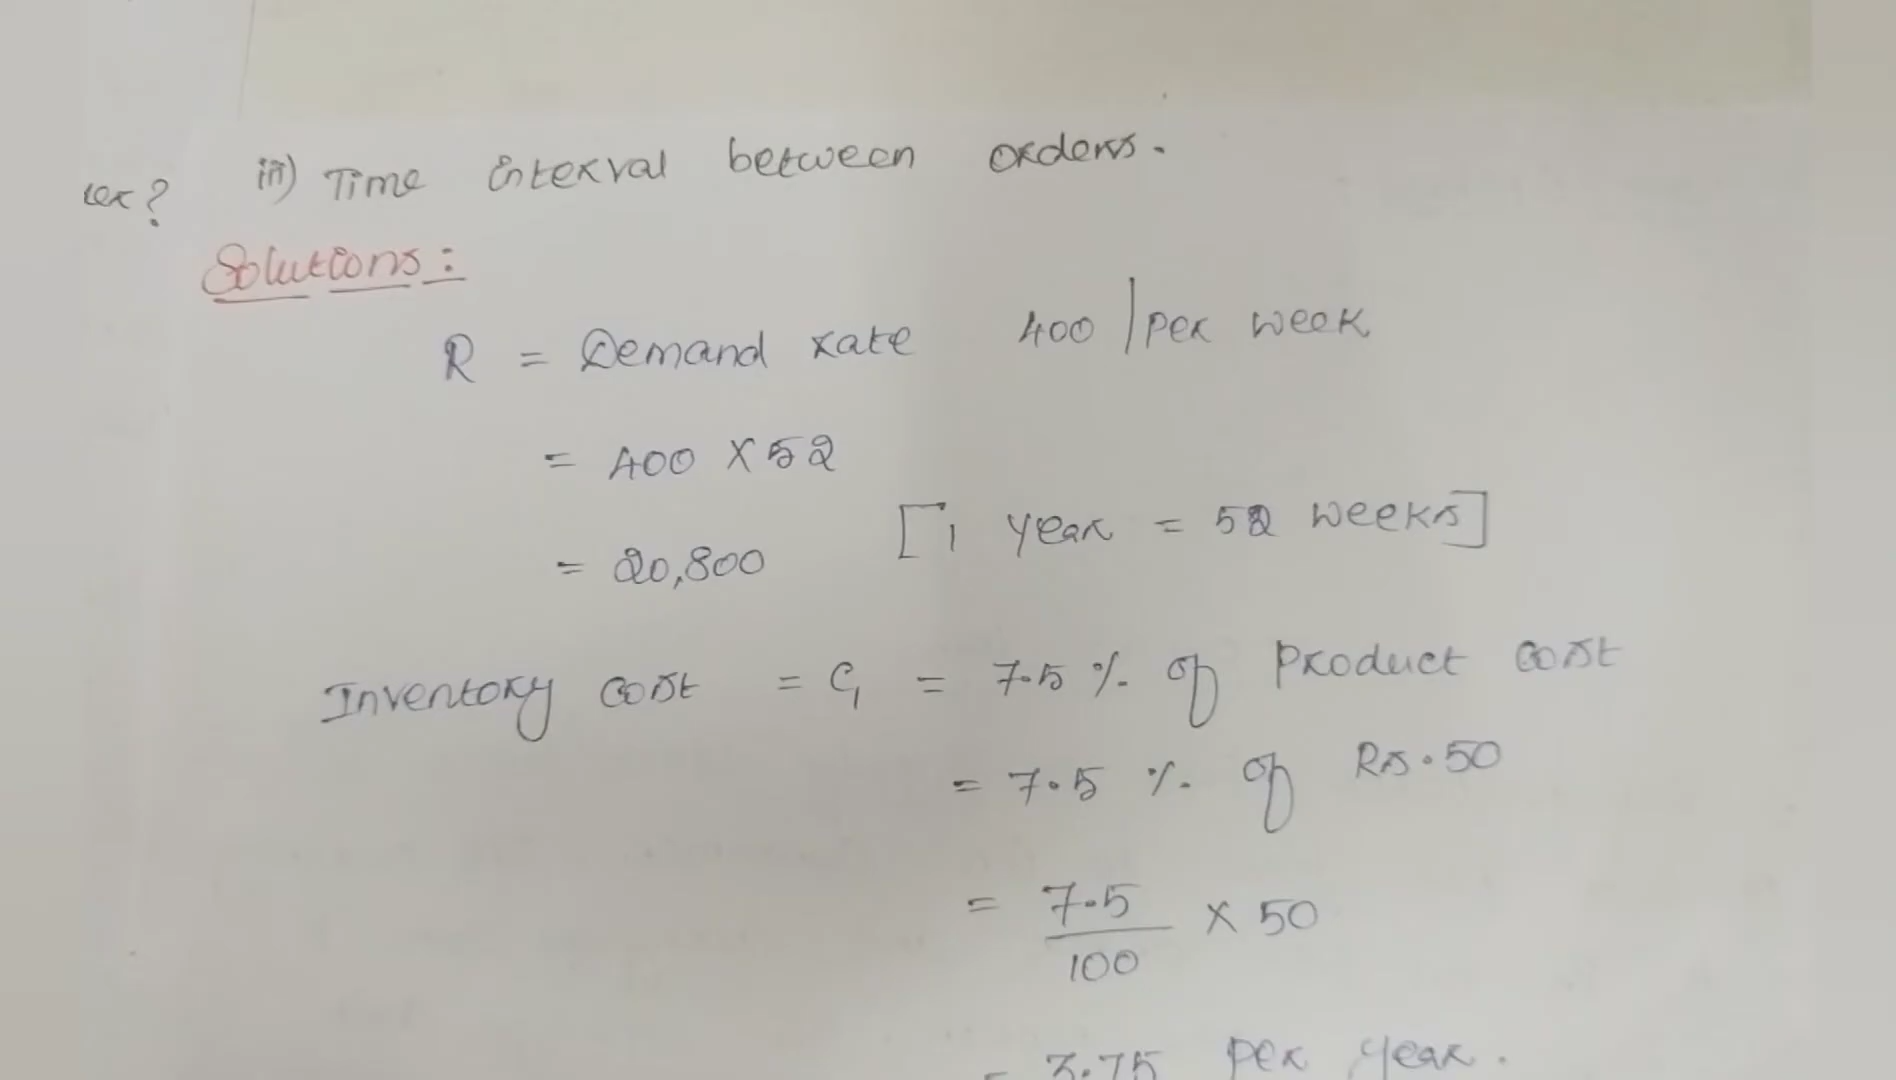 iii) Time interval between orders.
Solutions:
R = Demand rate 400 / per week
= 400 X 52
= 20,800 [1 year = 52 weeks]
Inventory cost = C1 = 7.5 % of Product cost
= 7.5 % of Rs.50
= 7.5/100 X 50
= 3.75 per year.